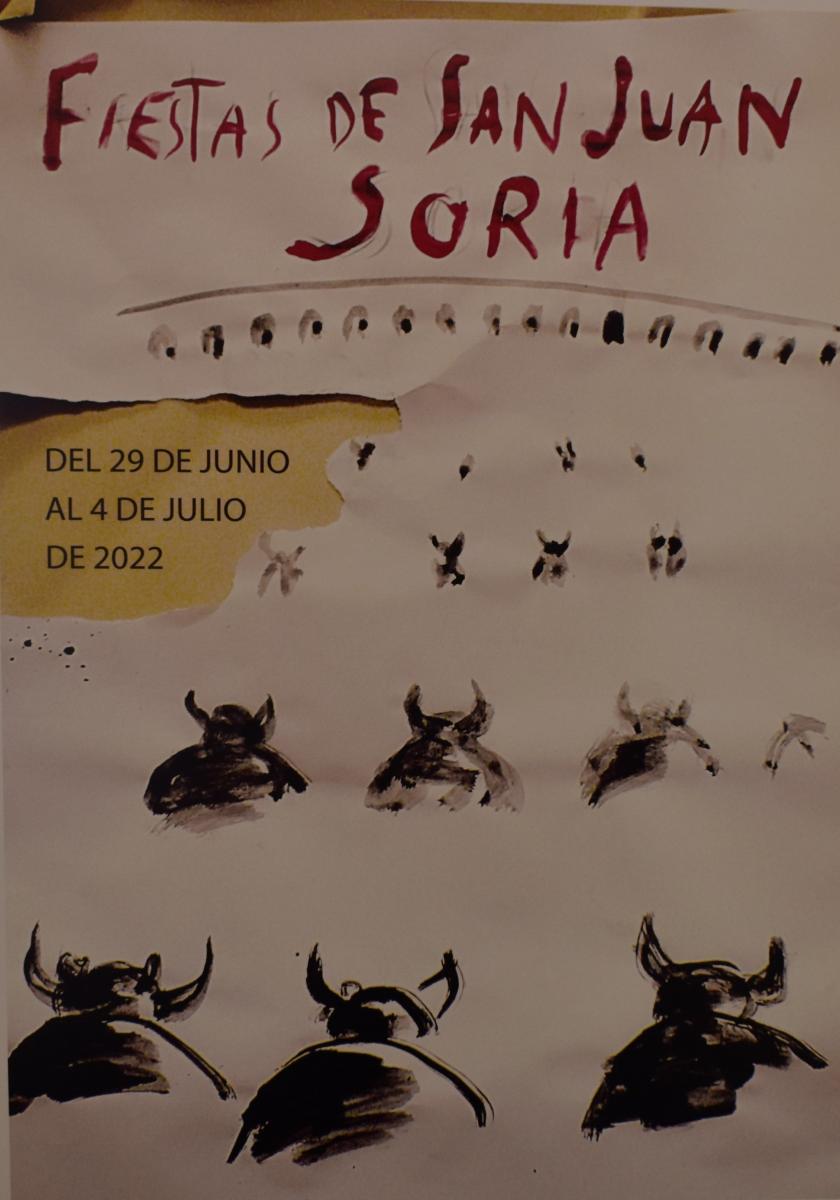 FIESTAS DE SAN JUAN
SORIA
DEL 29 DE JUNIO
AL 4 DE JULIO
DE 2022